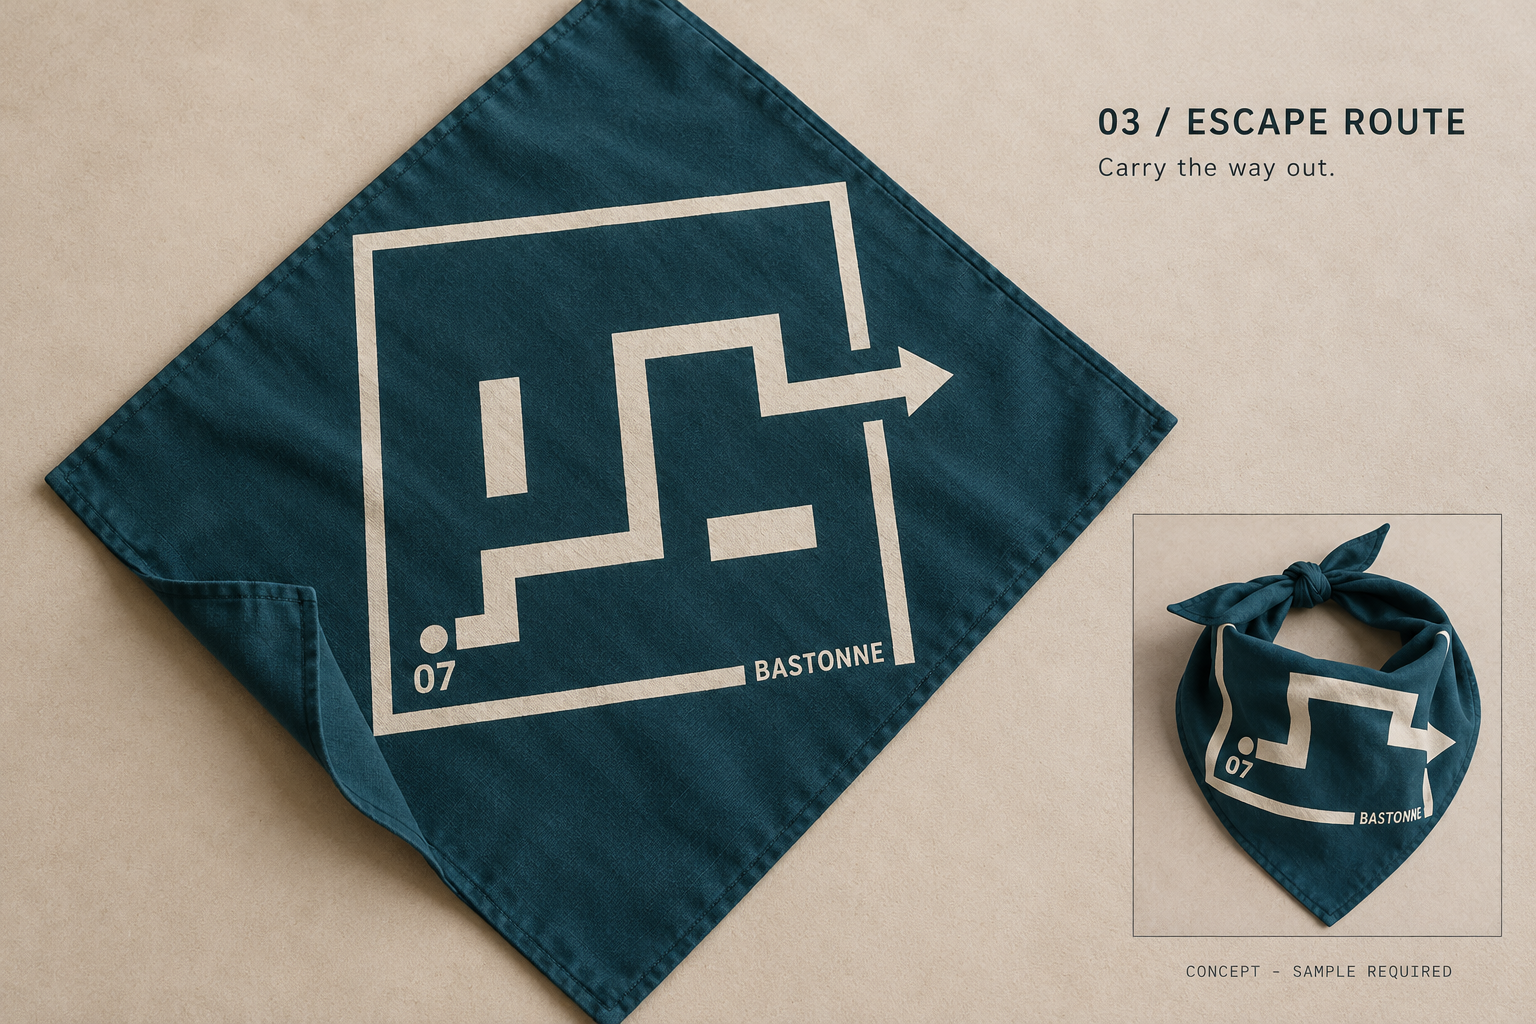 03 / ESCAPE ROUTE
Carry the way out.
07
BASTONNE
07
BASTONNE
CONCEPT - SAMPLE REQUIRED